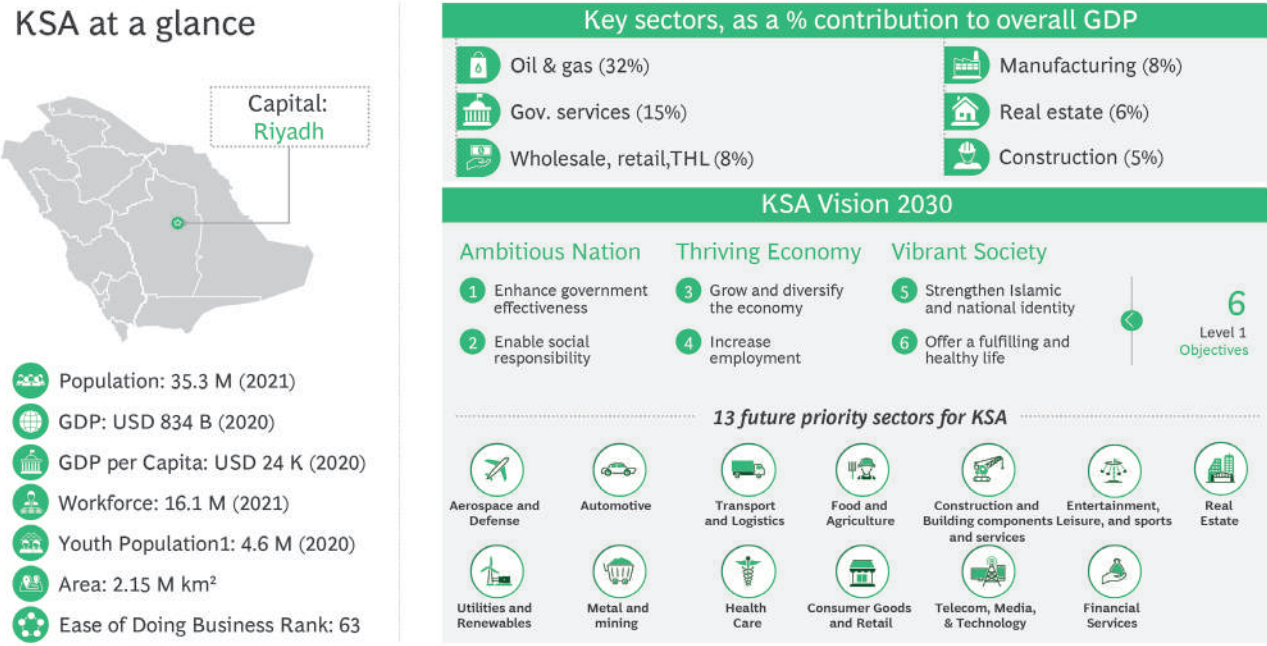 KSA at a glance
Capital:
Riyadh
Population: 35.3 M (2021)
GDP: USD 834 B (2020)
GDP per Capita: USD 24 K (2020)
Workforce: 16.1 M (2021)
Youth Population1: 4.6 M (2020)
Area: 2.15 M km²
Ease of Doing Business Rank: 63
Key sectors, as a % contribution to overall GDP
Oil & gas (32%)
Gov. services (15%)
Wholesale, retail,THL (8%)
Manufacturing (8%)
Real estate (6%)
Construction (5%)
KSA Vision 2030
Ambitious Nation
1 Enhance government
effectiveness
2 Enable social
responsibility
Thriving Economy
3 Grow and diversify
the economy
4 Increase
employment
Vibrant Society
5 Strengthen Islamic
and national identity
6 Offer a fulfilling and
healthy life
6
Level 1
Objectives
13 future priority sectors for KSA
Aerospace and
Defense
Automotive
Transport
and Logistics
Food and
Agriculture
Construction and
Building components
and services
Entertainment,
Leisure, and sports
Real
Estate
Utilities and
Renewables
Metal and
mining
Health
Care
Consumer Goods
and Retail
Telecom, Media,
& Technology
Financial
Services